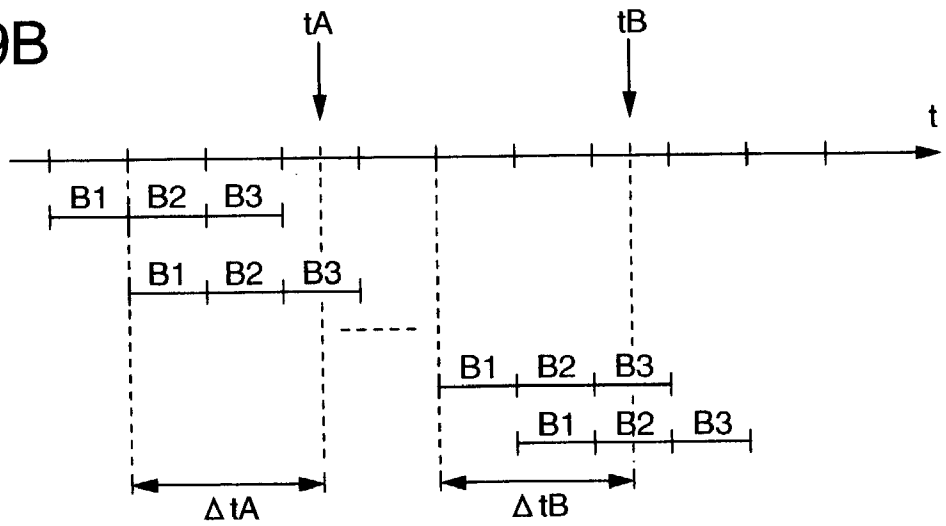 9B
tA tB
t
B1 B2 B3
B1 B2 B3
B1 B2 B3
B1 B2 B3
Δ tA Δ tB